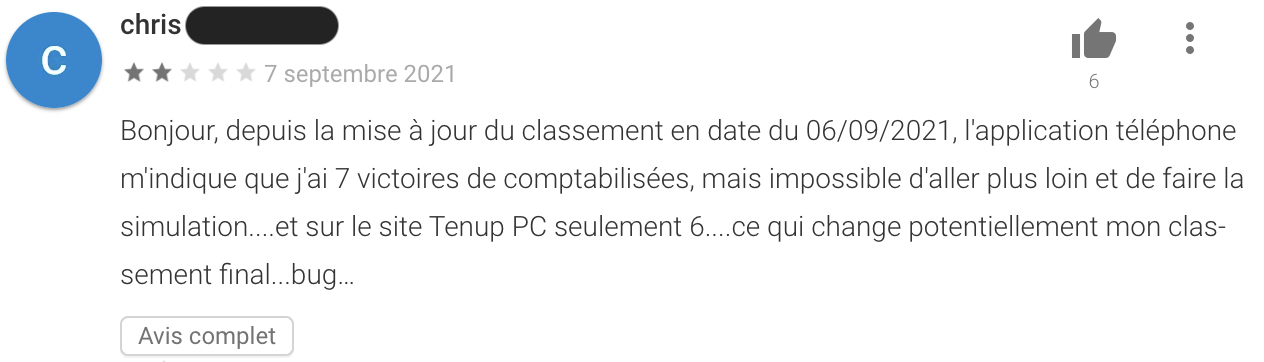 C
chris
7 septembre 2021
6
Bonjour, depuis la mise à jour du classement en date du 06/09/2021, l'application téléphone
m'indique que j'ai 7 victoires de comptabilisées, mais impossible d'aller plus loin et de faire la
simulation....et sur le site Tenup PC seulement 6....ce qui change potentiellement mon clas-
sement final...bug…
Avis complet